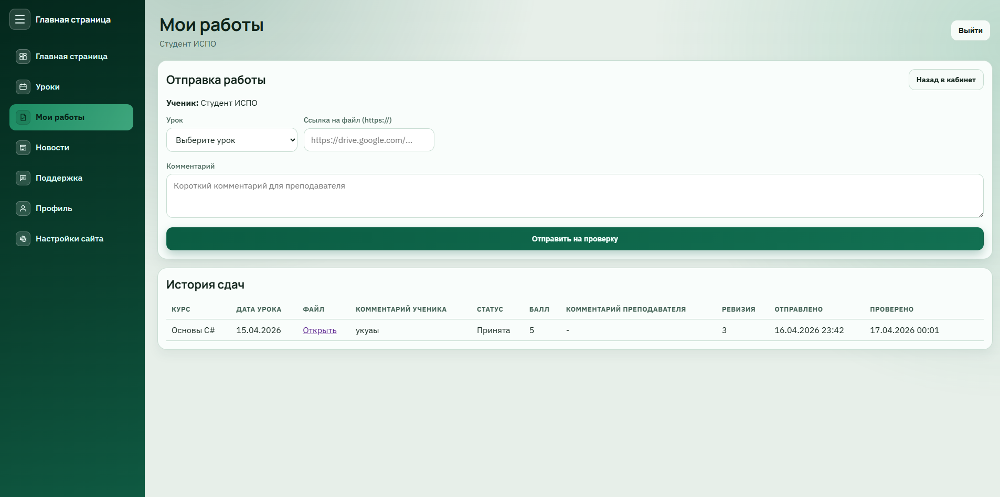 Главная страница
Главная страница
Уроки
Мои работы
Новости
Поддержка
Профиль
Настройки сайта
Мои работы
Студент ИСПО
Выйти
Отправка работы
Назад в кабинет
Ученик: Студент ИСПО
Урок
Ссылка на файл (https://)
Выберите урок
https://drive.google.com/...
Комментарий
Короткий комментарий для преподавателя
Отправить на проверку
История сдач
КУРС ДАТА УРОКА ФАЙЛ КОММЕНТАРИЙ УЧЕНИКА СТАТУС БАЛЛ КОММЕНТАРИЙ ПРЕПОДАВАТЕЛЯ РЕВИЗИЯ ОТПРАВЛЕНО ПРОВЕРЕНО
Основы C# 15.04.2026 Открыть укуаы Принята 5 - 3 16.04.2026 23:42 17.04.2026 00:01